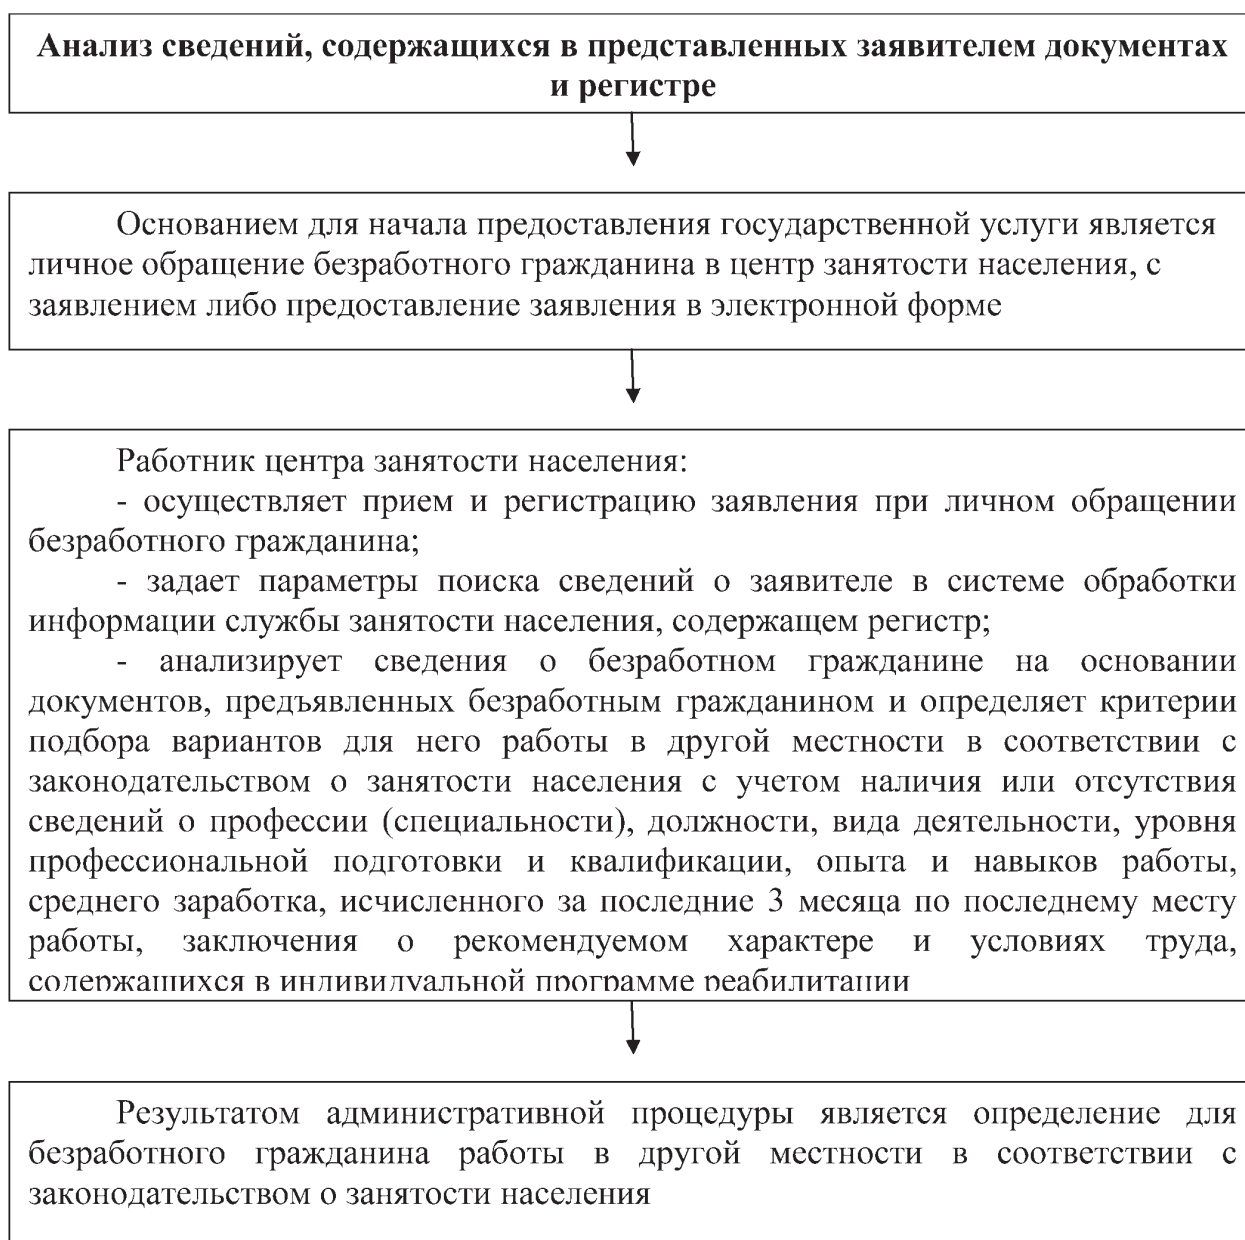 Анализ сведений, содержащихся в представленных заявителем документах
и регистре
Основанием для начала предоставления государственной услуги является
личное обращение безработного гражданина в центр занятости населения, с
заявлением либо предоставление заявления в электронной форме
Работник центра занятости населения:
- осуществляет прием и регистрацию заявления при личном обращении
безработного гражданина;
- задает параметры поиска сведений о заявителе в системе обработки
информации службы занятости населения, содержащем регистр;
- анализирует сведения о безработном гражданине на основании
документов, предъявленных безработным гражданином и определяет критерии
подбора вариантов для него работы в другой местности в соответствии с
законодательством о занятости населения с учетом наличия или отсутствия
сведений о профессии (специальности), должности, вида деятельности, уровня
профессиональной подготовки и квалификации, опыта и навыков работы,
среднего заработка, исчисленного за последние 3 месяца по последнему месту
работы, заключения о рекомендуемом характере и условиях труда,
содержащихся в индивидуальной программе реабилитации
Результатом административной процедуры является определение для
безработного гражданина работы в другой местности в соответствии с
законодательством о занятости населения